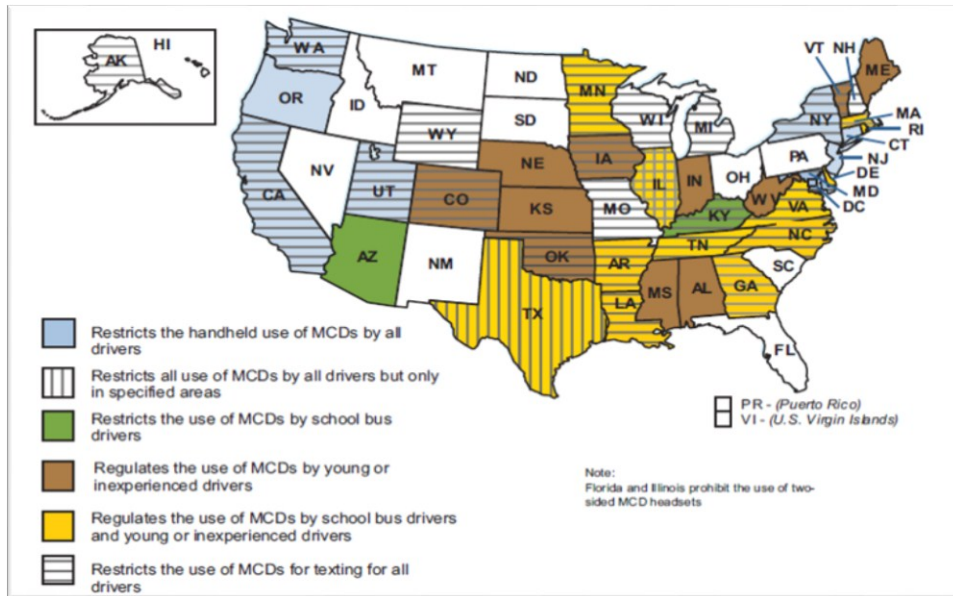 HI
AK
WA
OR
CA
ID
NV
MT
WY
UT
AZ
CO
NM
ND
SD
NE
KS
OK
TX
MN
IA
MO
AR
LA
WI
IL
MI
IN
KY
TN
MS
AL
OH
WV
VA
NC
SC
GA
FL
PA
NY
VT
NH
ME
MA
RI
CT
NJ
DE
MD
DC
Restricts the handheld use of MCDs by all
drivers
Restricts all use of MCDs by all drivers but only
in specified areas
Restricts the use of MCDs by school bus
drivers
Regulates the use of MCDs by young or
inexperienced drivers
Regulates the use of MCDs by school bus drivers
and young or inexperienced drivers
Restricts the use of MCDs for texting for all
drivers
PR - (Puerto Rico)
VI - (U.S. Virgin Islands)
Note:
Florida and Illinois prohibit the use of two-
sided MCD headsets